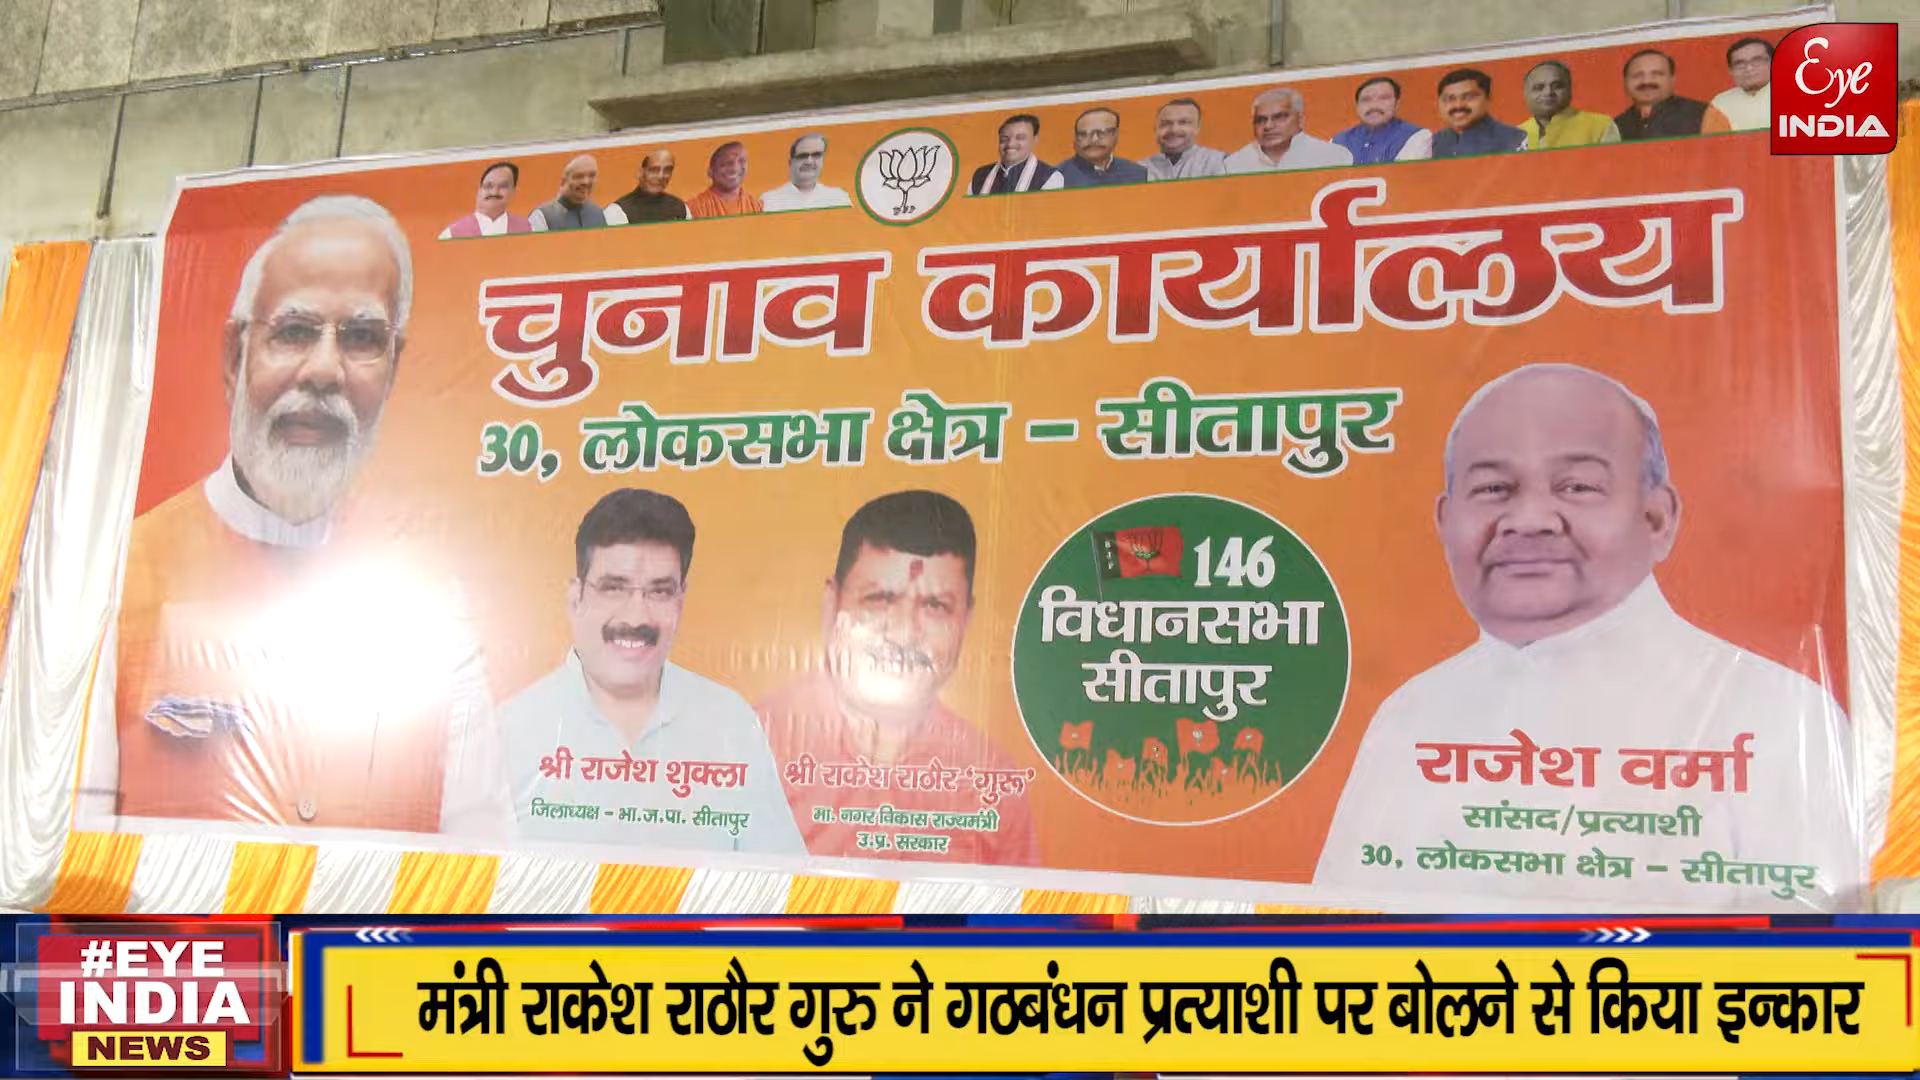 Eye
INDIA
चुनाव कार्यालय
30, लोकसभा क्षेत्र - सीतापुर
146
विधानसभा
सीतापुर
श्री राजेश शुक्ला
जिलाध्यक्ष - भा.ज.पा. सीतापुर
श्री राकेश राठौर 'गुरू'
मा. नगर विकास राज्यमंत्री
उ.प्र. सरकार
राजेश वर्मा
सांसद/प्रत्याशी
30, लोकसभा क्षेत्र - सीतापुर
#EYE
INDIA
NEWS
मंत्री राकेश राठौर गुरु ने गठबंधन प्रत्याशी पर बोलने से किया इन्कार